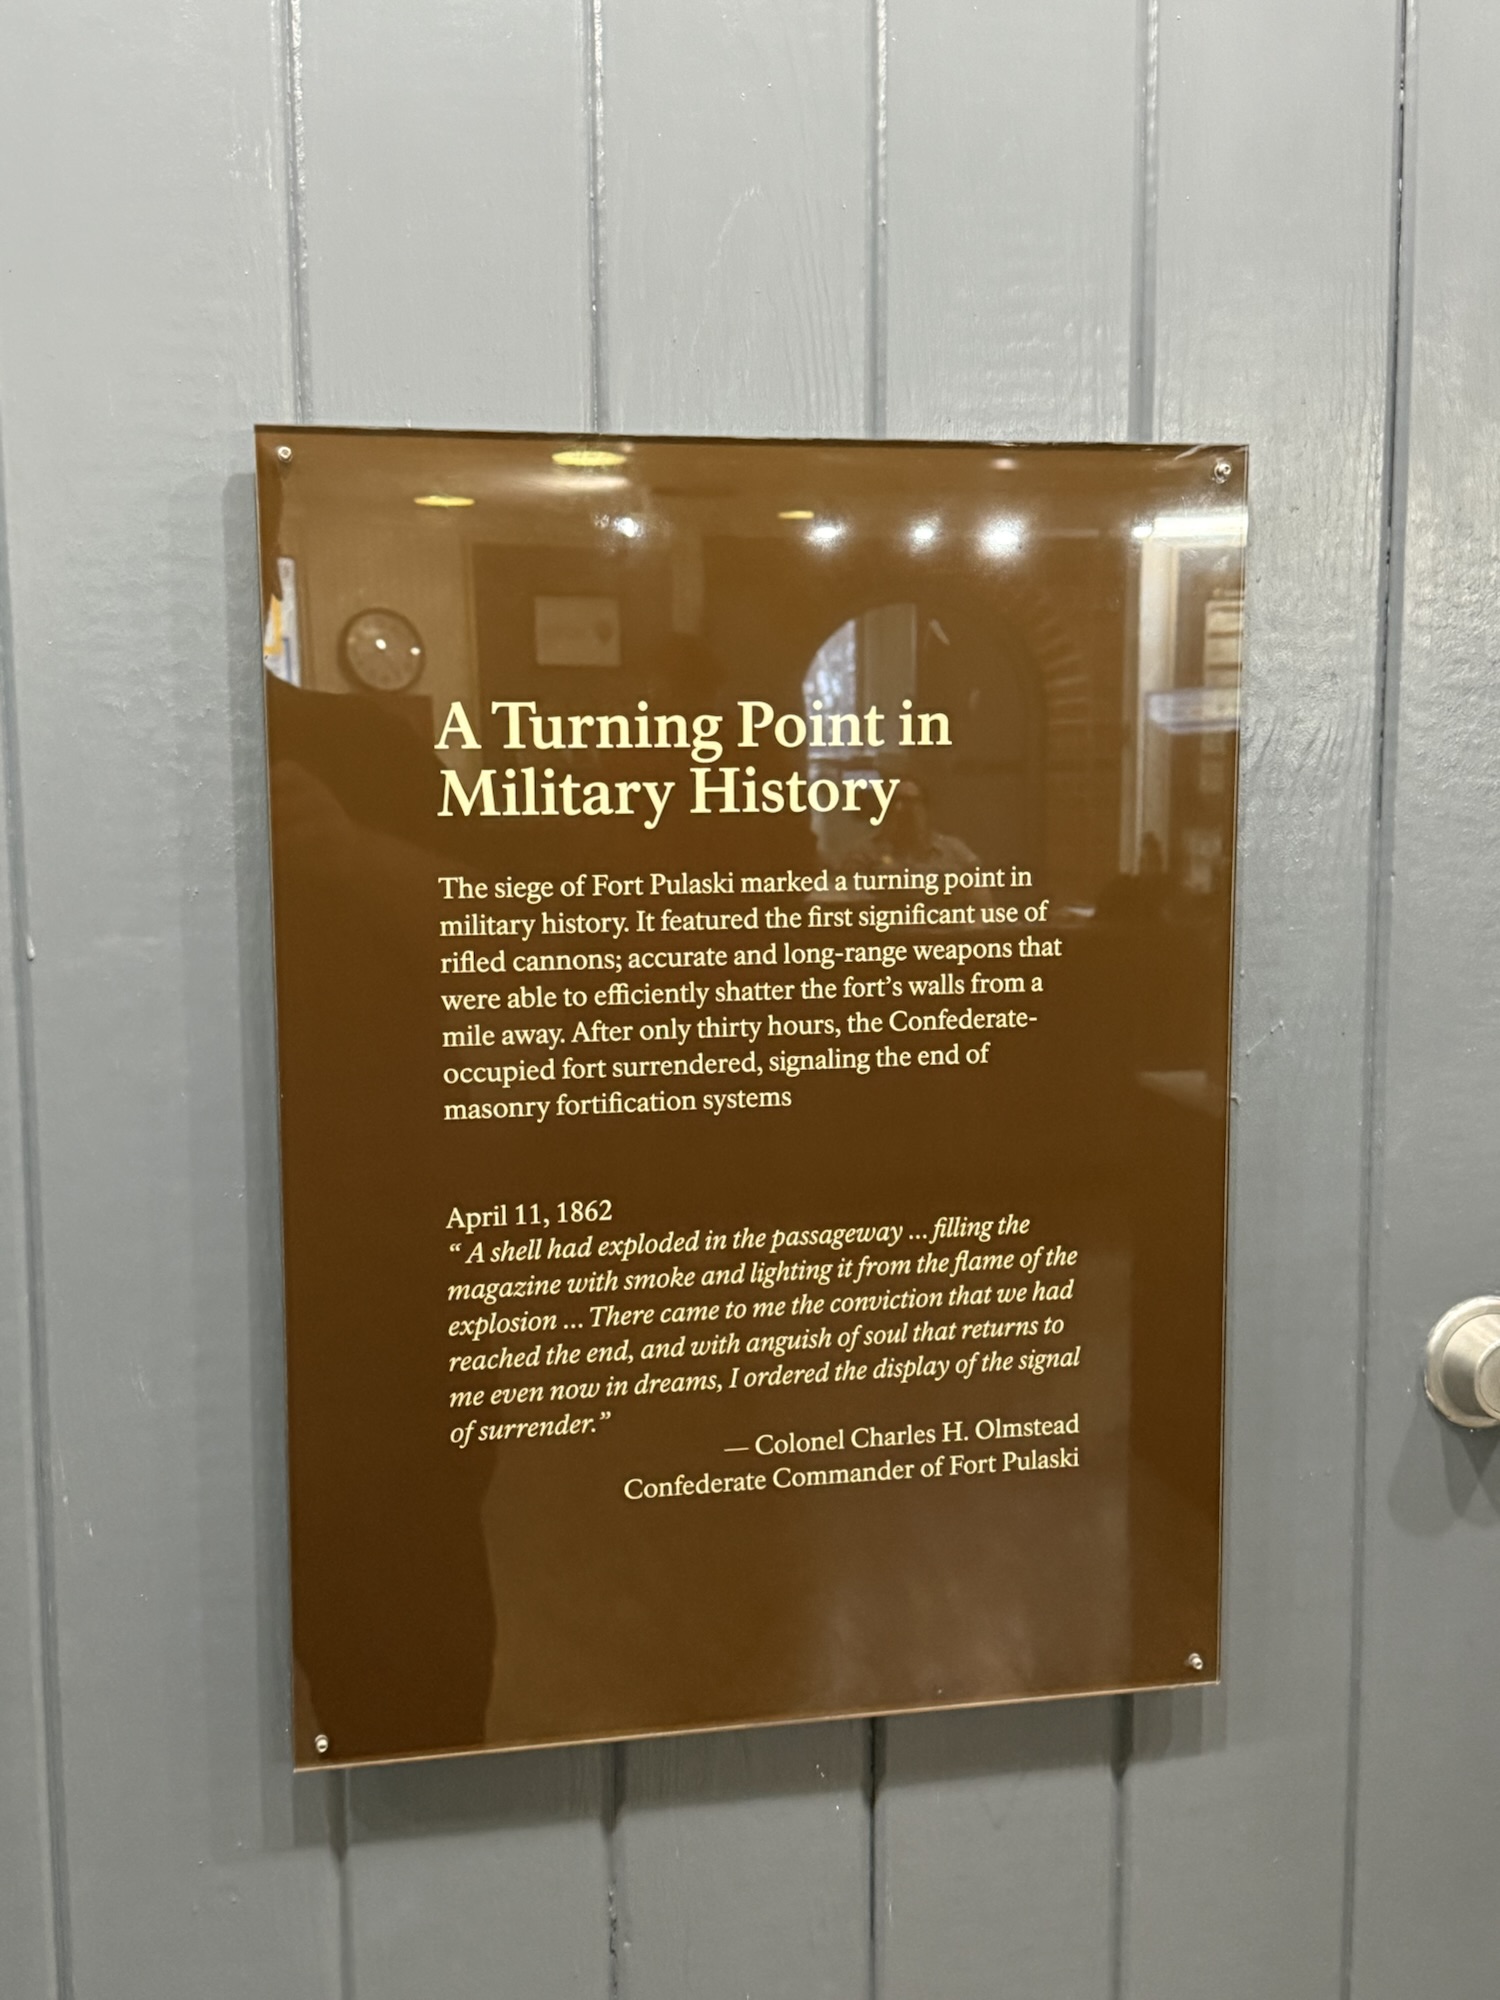 A Turning Point in
Military History
The siege of Fort Pulaski marked a turning point in
military history. It featured the first significant use of
rifled cannons; accurate and long-range weapons that
were able to efficiently shatter the fort’s walls from a
mile away. After only thirty hours, the Confederate-
occupied fort surrendered, signaling the end of
masonry fortification systems
April 11, 1862
“ A shell had exploded in the passageway ... filling the
magazine with smoke and lighting it from the flame of the
explosion ... There came to me the conviction that we had
reached the end, and with anguish of soul that returns to
me even now in dreams, I ordered the display of the signal
of surrender.”
— Colonel Charles H. Olmstead
Confederate Commander of Fort Pulaski